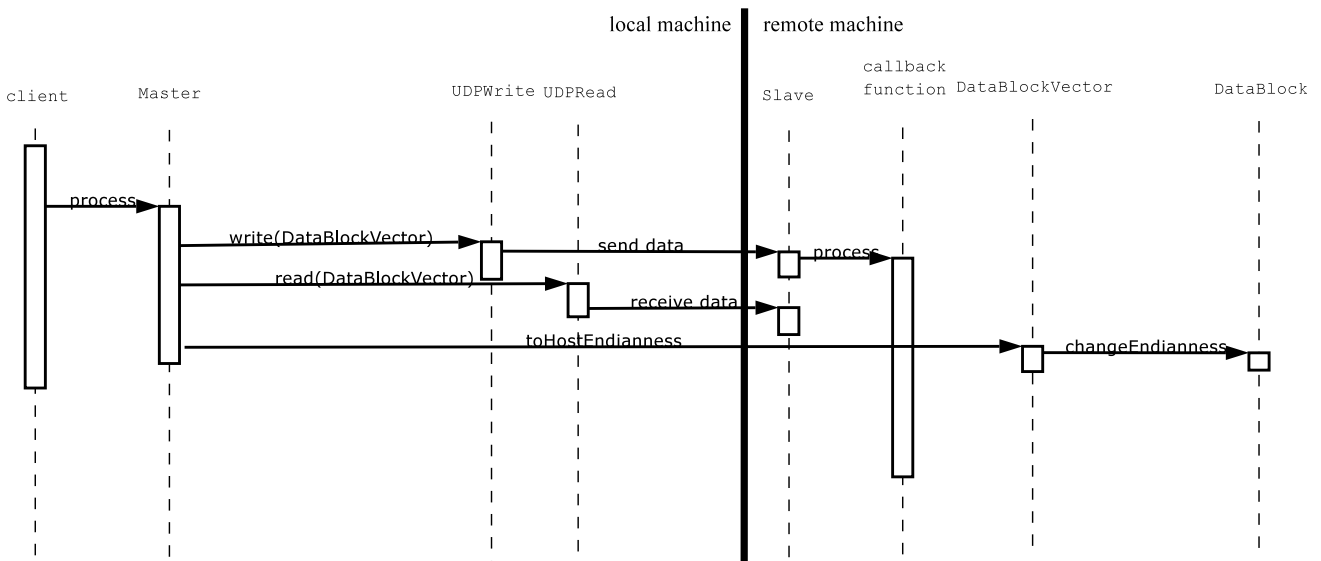 local machine
remote machine
client
Master
UDPWrite
UDPRead
Slave
callback
function
DataBlockVector
DataBlock
process
write(DataBlockVector)
send data
process
read(DataBlockVector)
receive data
toHostEndianness
changeEndianness